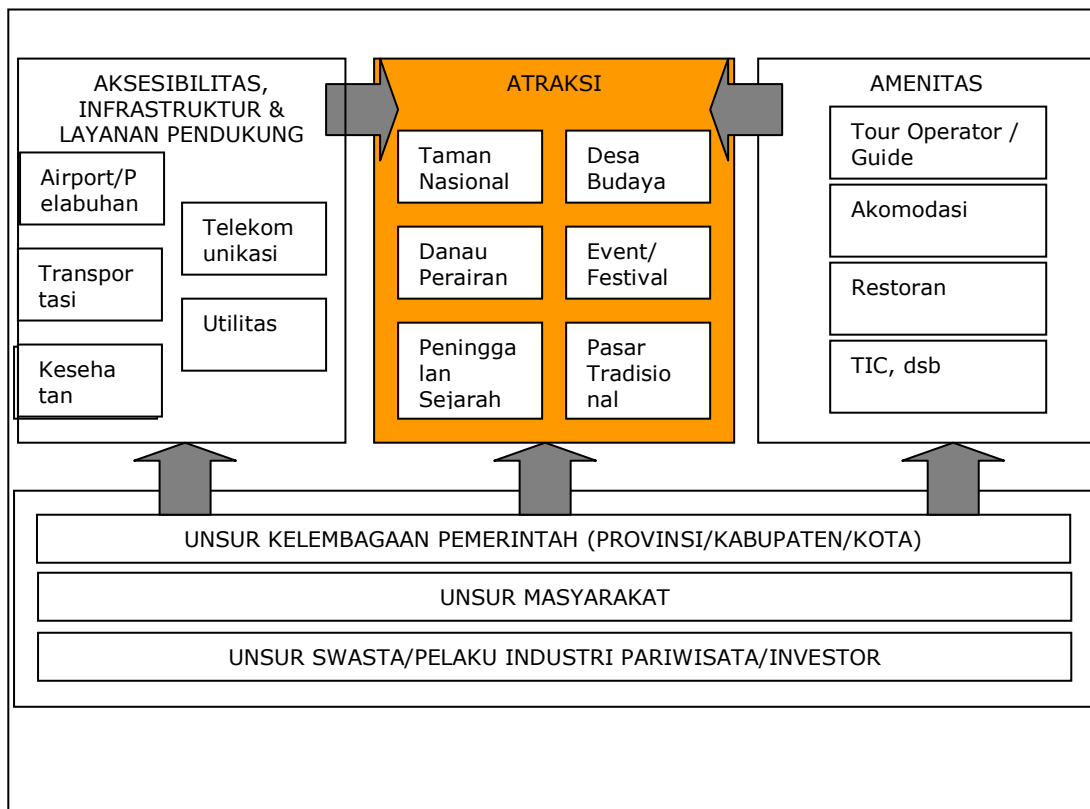 AKSESIBILITAS,
INFRASTRUKTUR &
LAYANAN PENDUKUNG
Airport/P
elabuhan
Transpor
tasi
Keseha
tan
Telekom
unikasi
Utilitas
ATRAKSI
Taman
Nasional
Desa
Budaya
Danau
Perairan
Event/
Festival
Peningga
lan
Sejarah
Pasar
Tradisio
nal
AMENITAS
Tour Operator /
Guide
Akomodasi
Restoran
TIC, dsb
UNSUR KELEMBAGAAN PEMERINTAH (PROVINSI/KABUPATEN/KOTA)
UNSUR MASYARAKAT
UNSUR SWASTA/PELAKU INDUSTRI PARIWISATA/INVESTOR